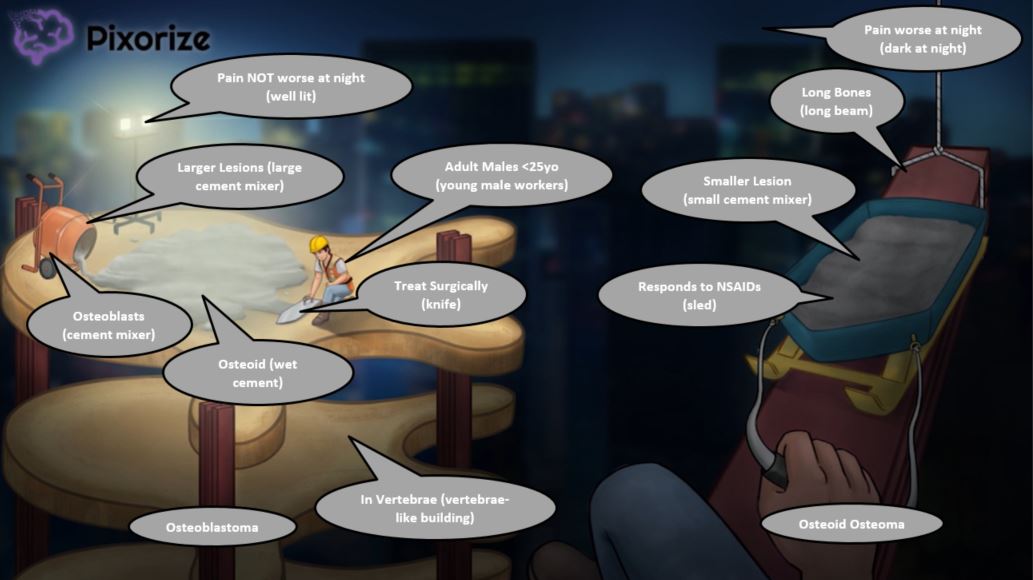 Pixorize
Pain worse at night
(dark at night)
Pain NOT worse at night
(well lit)
Long Bones
(long beam)
Larger Lesions (large
cement mixer)
Adult Males <25yo
(young male workers)
Smaller Lesion
(small cement mixer)
Treat Surgically
(knife)
Responds to NSAIDs
(sled)
Osteoblasts
(cement mixer)
Osteoid (wet
cement)
In Vertebrae (vertebrae-
like building)
Osteoblastoma
Osteoid Osteoma